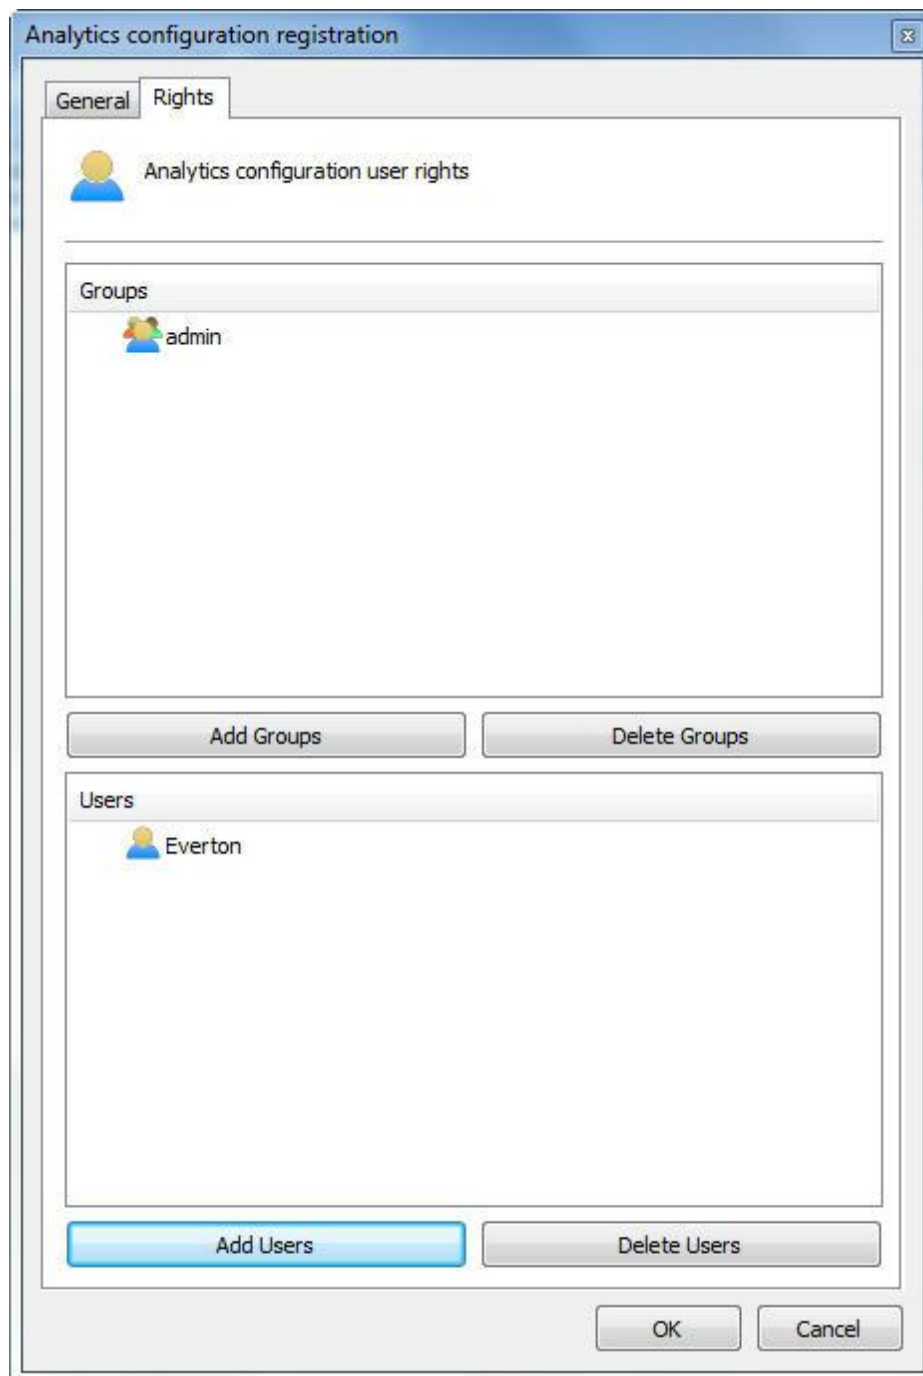 Analytics configuration registration
General Rights
Analytics configuration user rights
Groups
admin
Add Groups Delete Groups
Users
Everton
Add Users Delete Users
OK Cancel